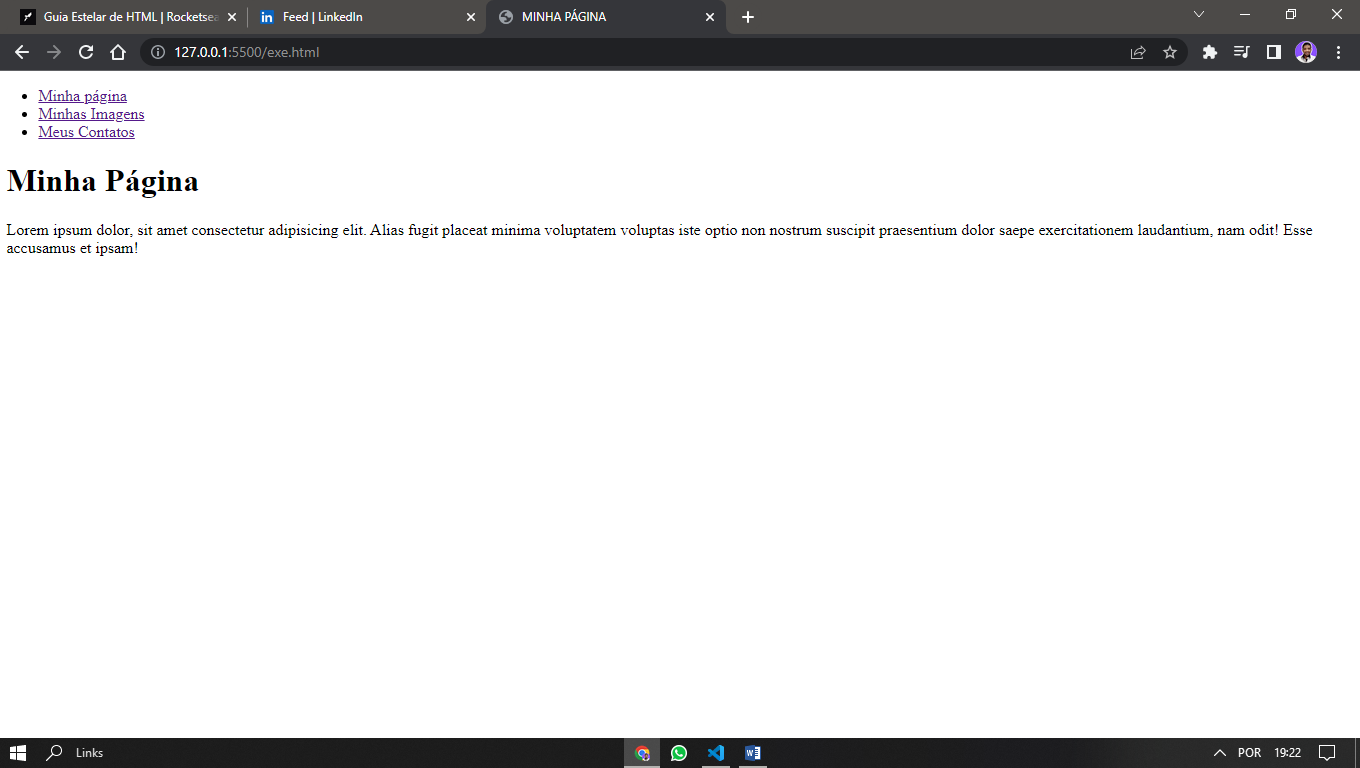 Guia Estelar de HTML | Rocketsea
Feed | LinkedIn
MINHA PÁGINA
127.0.0.1:5500/exe.html
Minha página
Minhas Imagens
Meus Contatos
Minha Página
Lorem ipsum dolor, sit amet consectetur adipisicing elit. Alias fugit placeat minima voluptatem voluptas iste optio non nostrum suscipit praesentium dolor saepe exercitationem laudantium, nam odit! Esse
accusamus et ipsam!
Links
POR
19:22